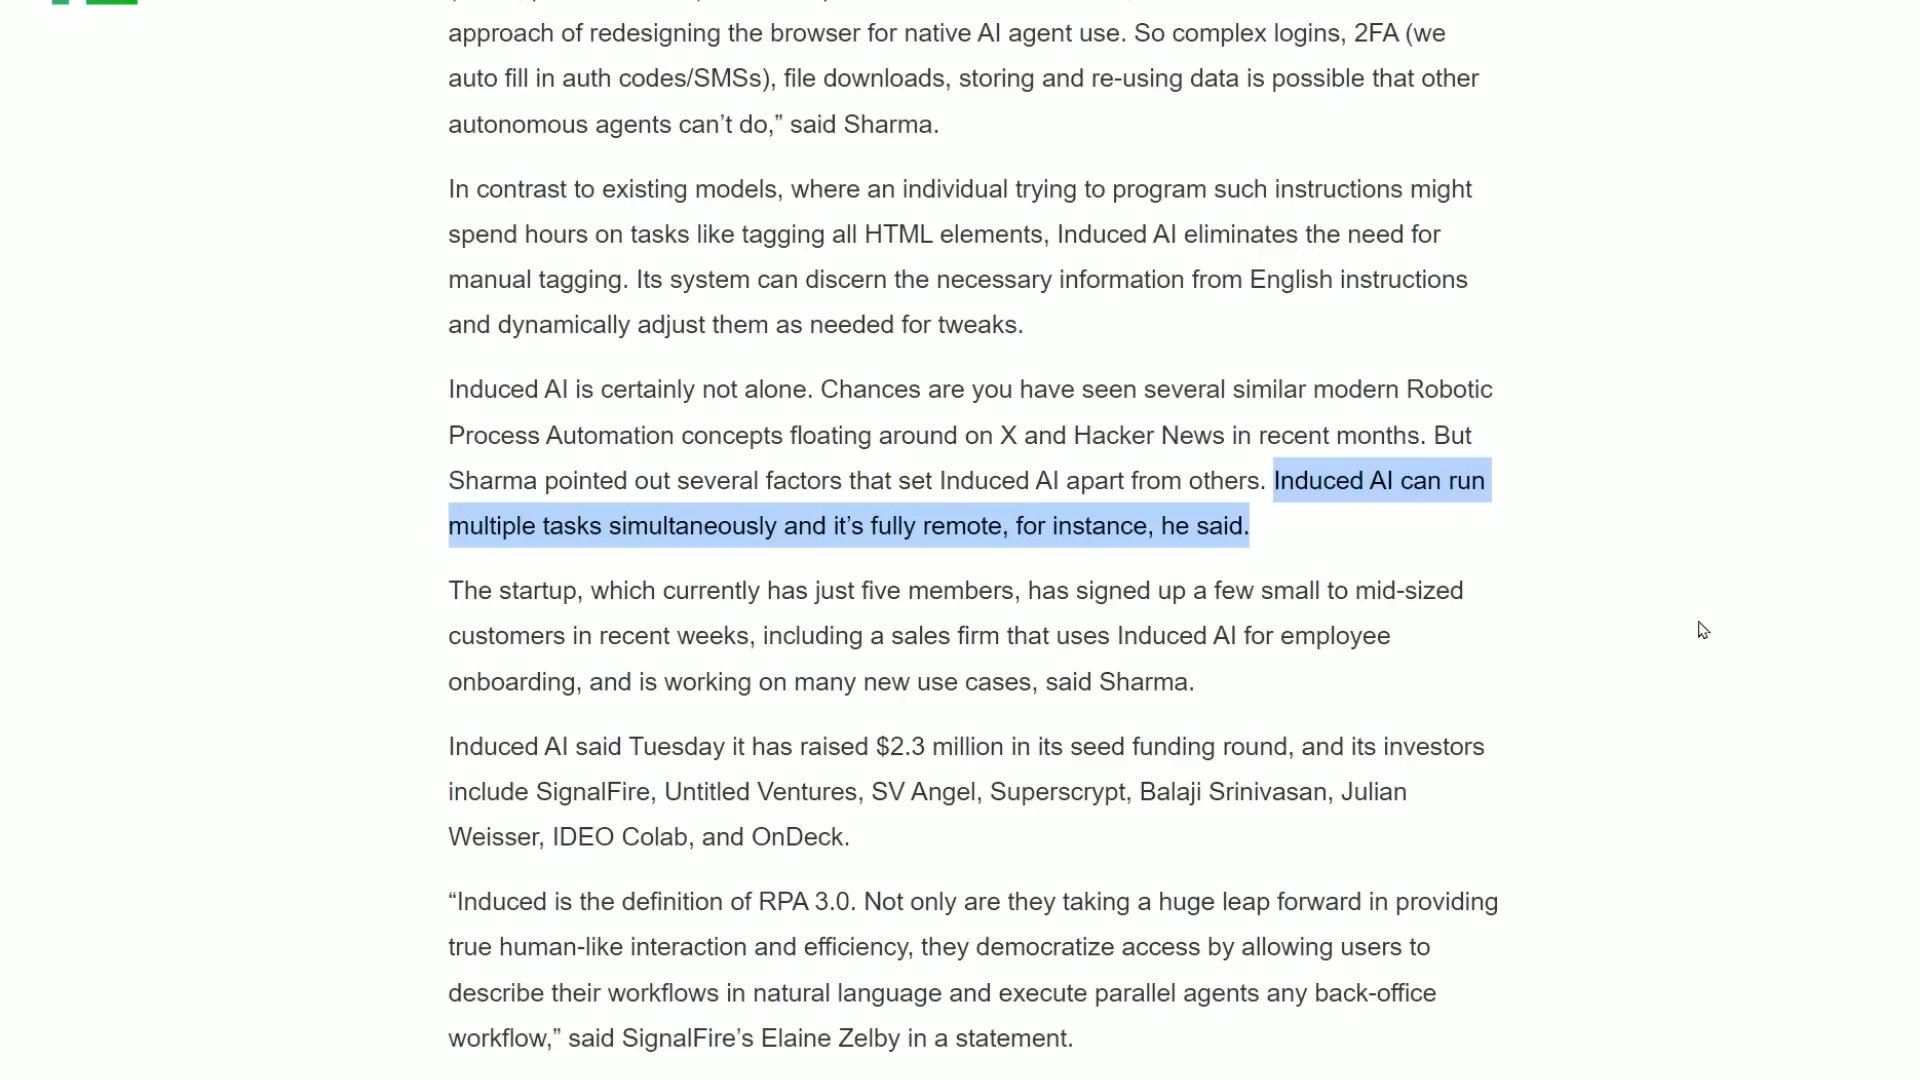 approach of redesigning the browser for native AI agent use. So complex logins, 2FA (we
auto fill in auth codes/SMSs), file downloads, storing and re-using data is possible that other
autonomous agents can’t do,” said Sharma.
In contrast to existing models, where an individual trying to program such instructions might
spend hours on tasks like tagging all HTML elements, Induced AI eliminates the need for
manual tagging. Its system can discern the necessary information from English instructions
and dynamically adjust them as needed for tweaks.
Induced AI is certainly not alone. Chances are you have seen several similar modern Robotic
Process Automation concepts floating around on X and Hacker News in recent months. But
Sharma pointed out several factors that set Induced AI apart from others. Induced AI can run
multiple tasks simultaneously and it’s fully remote, for instance, he said.
The startup, which currently has just five members, has signed up a few small to mid-sized
customers in recent weeks, including a sales firm that uses Induced AI for employee
onboarding, and is working on many new use cases, said Sharma.
Induced AI said Tuesday it has raised $2.3 million in its seed funding round, and its investors
include SignalFire, Untitled Ventures, SV Angel, Superscrypt, Balaji Srinivasan, Julian
Weisser, IDEO Colab, and OnDeck.
“Induced is the definition of RPA 3.0. Not only are they taking a huge leap forward in providing
true human-like interaction and efficiency, they democratize access by allowing users to
describe their workflows in natural language and execute parallel agents any back-office
workflow,” said SignalFire’s Elaine Zelby in a statement.